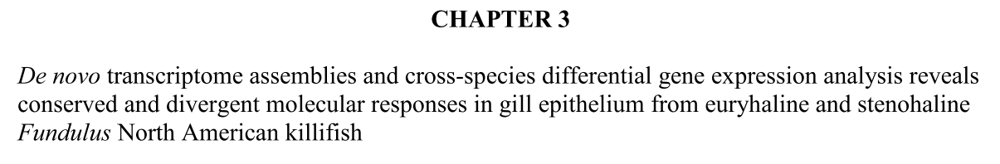 CHAPTER 3
De novo transcriptome assemblies and cross-species differential gene expression analysis reveals
conserved and divergent molecular responses in gill epithelium from euryhaline and stenohaline
Fundulus North American killifish